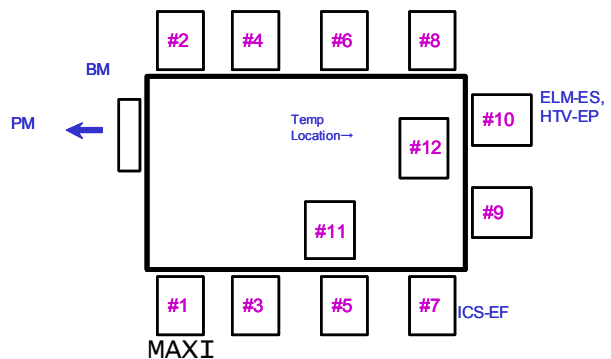 #2
#4
#6
#8
BM
PM
Temp
Location→
#12
#10
ELM-ES,
HTV-EP
#9
#11
#1
#3
#5
#7
ICS-EF
MAXI